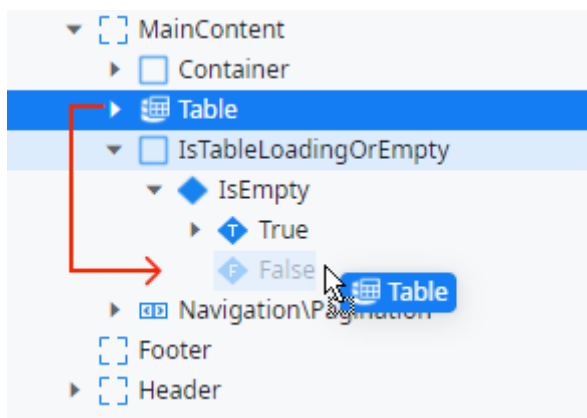 MainContent
Container
Table
IsTableLoadingOrEmpty
IsEmpty
T True
F False
Table
Navigation\Pagination
Footer
Header